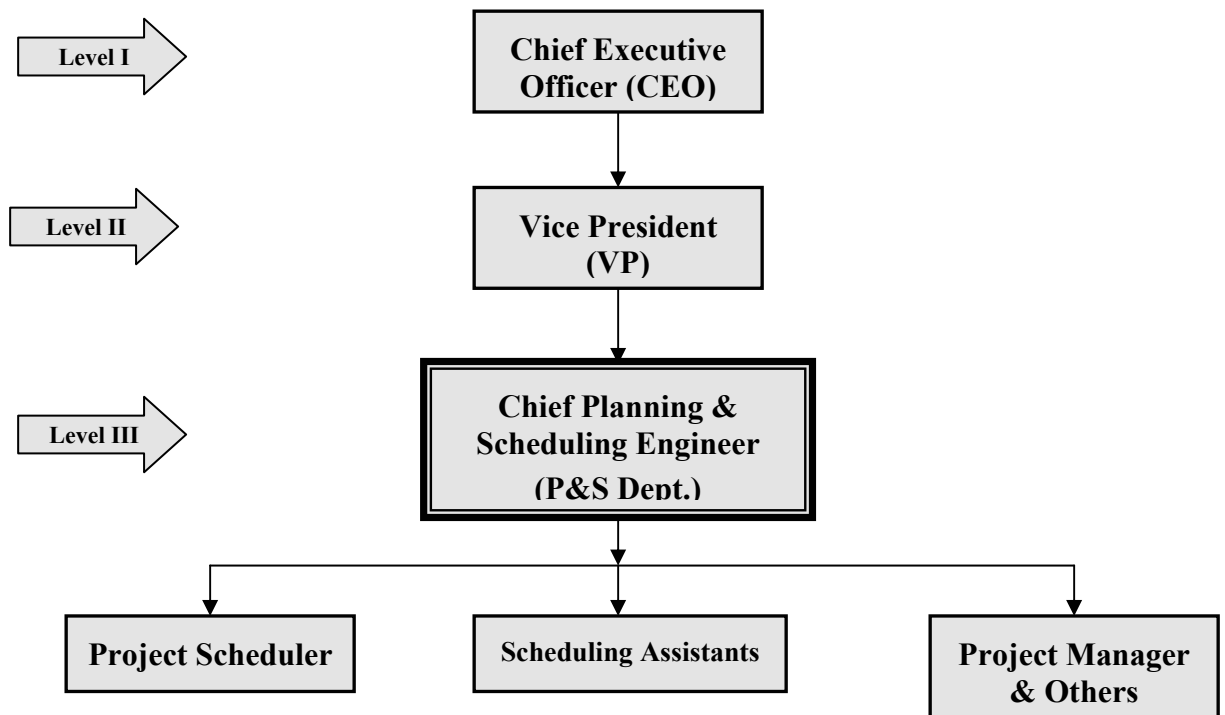 Level I
Chief Executive
Officer (CEO)
Level II
Vice President
(VP)
Level III
Chief Planning &
Scheduling Engineer
(P&S Dept.)
Project Scheduler
Scheduling Assistants
Project Manager
& Others